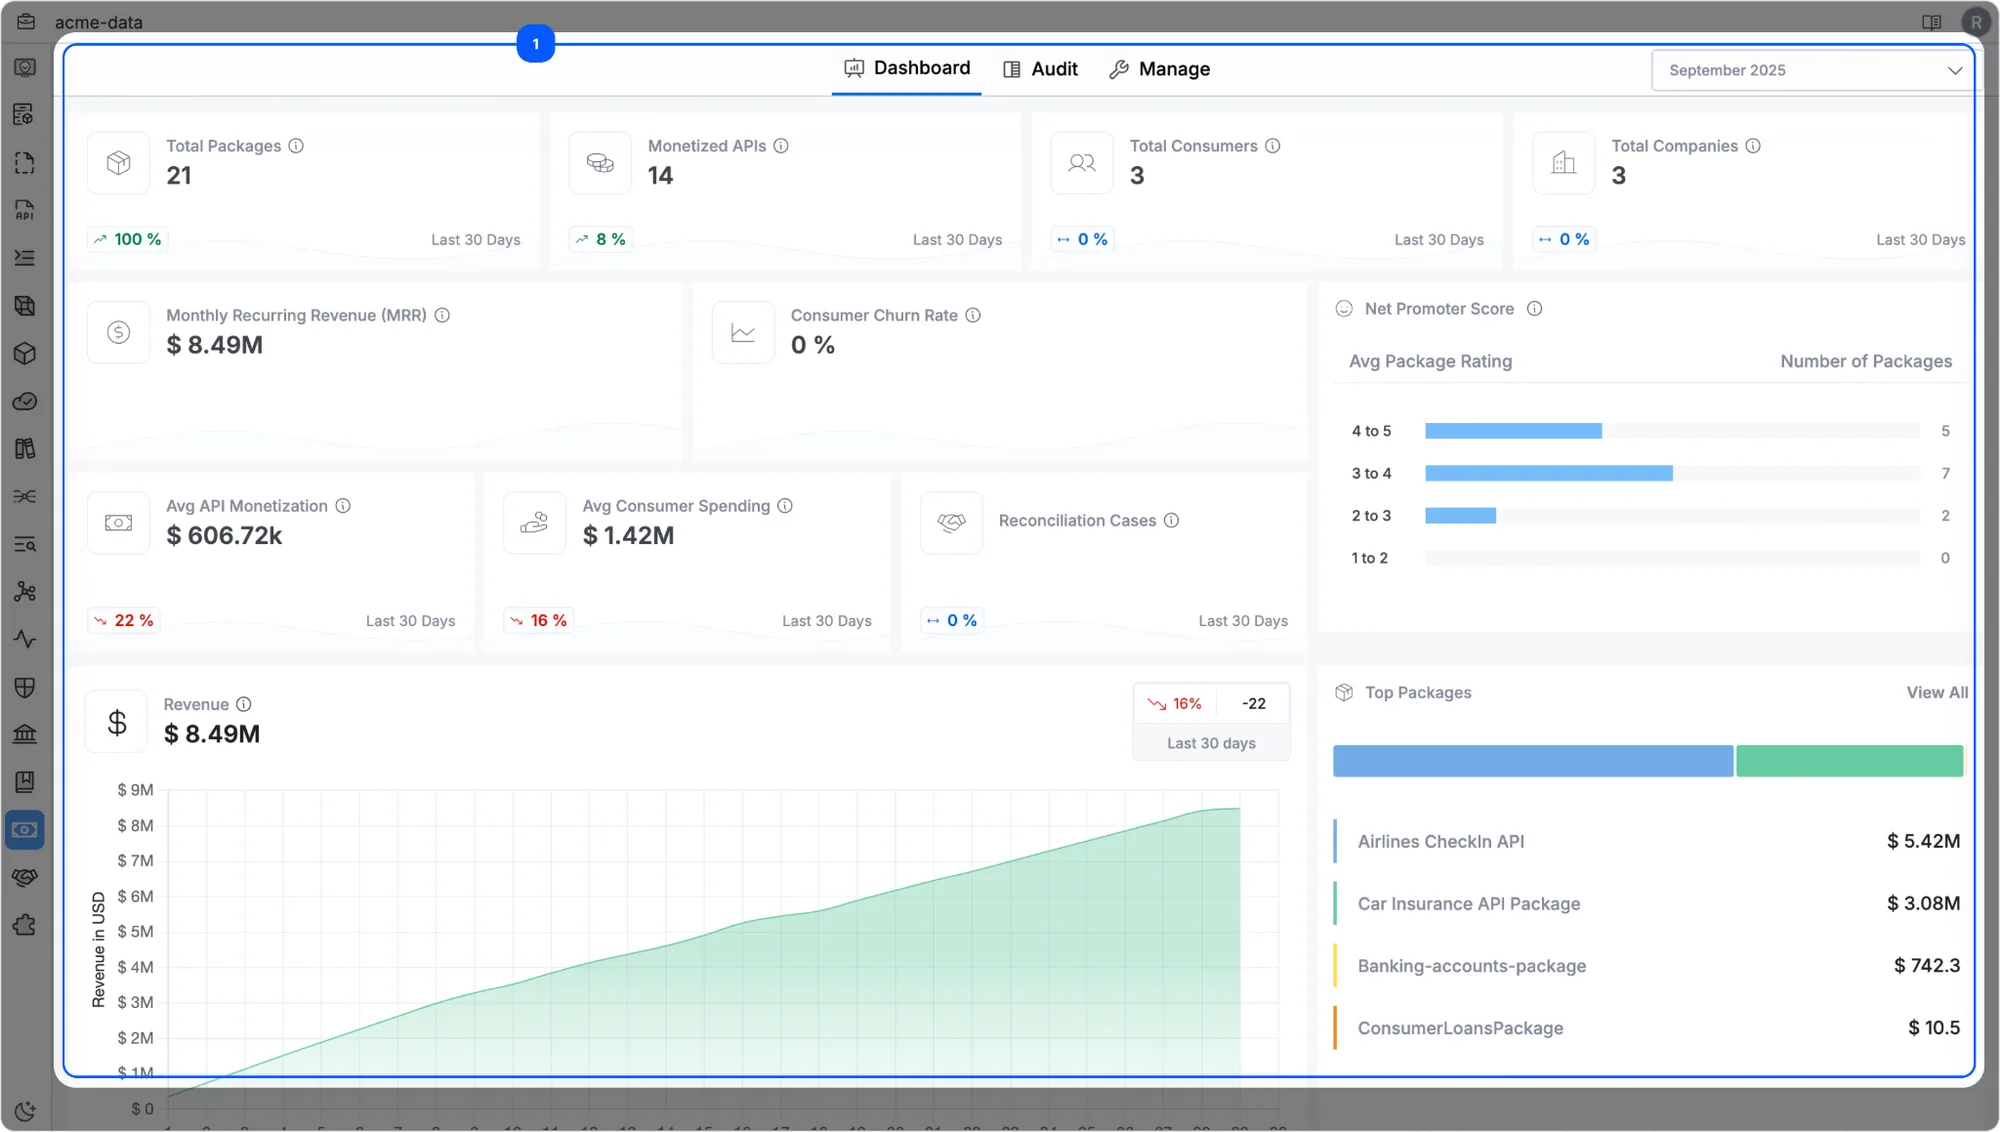 acme-data
R
1
Dashboard
Audit
Manage
September 2025
Total Packages
21
100 %
Last 30 Days
Monetized APIs
14
8 %
Last 30 Days
Total Consumers
3
0 %
Last 30 Days
Total Companies
3
0 %
Last 30 Days
Monthly Recurring Revenue (MRR)
$ 8.49M
Consumer Churn Rate
0 %
Net Promoter Score
Avg Package Rating Number of Packages
4 to 5 5
3 to 4 7
2 to 3 2
1 to 2 0
API
Avg API Monetization
$ 606.72k
22 %
Last 30 Days
Avg Consumer Spending
$ 1.42M
16 %
Last 30 Days
Reconciliation Cases
0 %
Last 30 Days
Revenue
$ 8.49M
16% -22
Last 30 days
Revenue in USD
$ 9M
$ 8M
$ 7M
$ 6M
$ 5M
$ 4M
$ 3M
$ 2M
$ 1M
$ 0
Top Packages
View All
Airlines CheckIn API $ 5.42M
Car Insurance API Package $ 3.08M
Banking-accounts-package $ 742.3
ConsumerLoansPackage $ 10.5